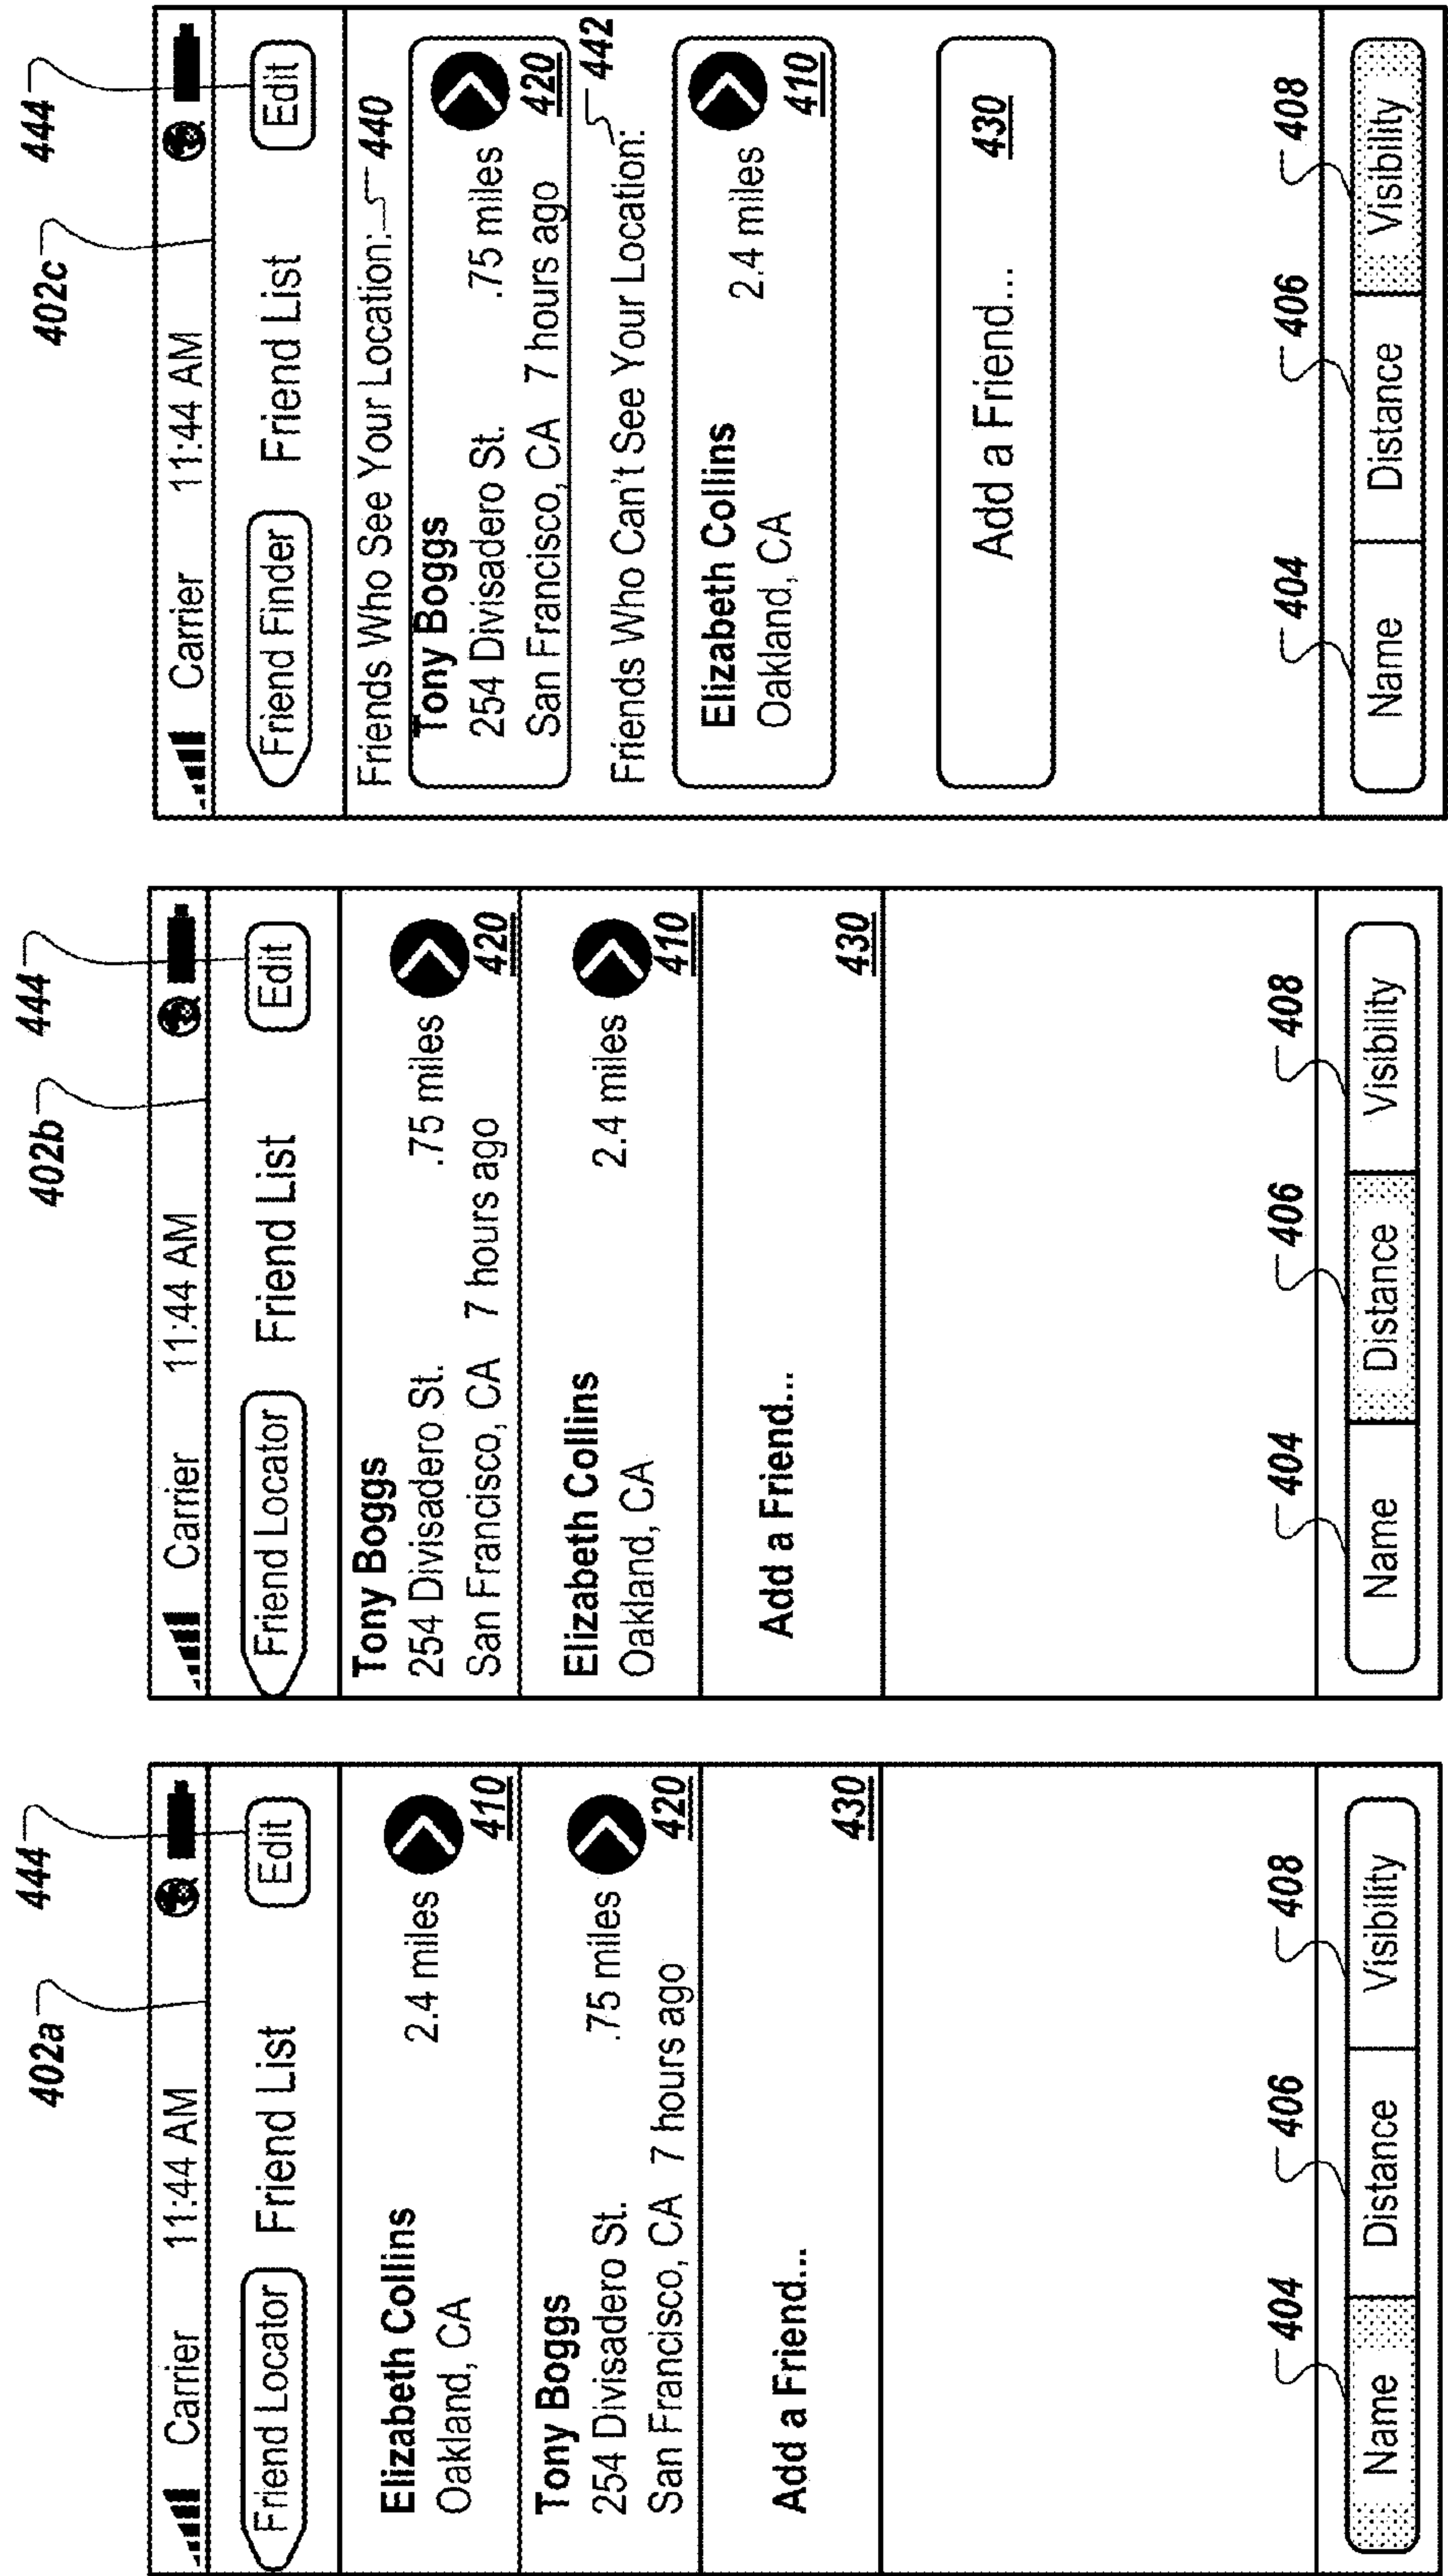 402a
444
Carrier 11:44 AM
Friend Locator Friend List Edit
Elizabeth Collins
Oakland, CA 2.4 miles
410
Tony Boggs
254 Divisadero St. .75 miles
San Francisco, CA 7 hours ago
420
Add a Friend...
430
404 406 408
Name Distance Visibility
402b
444
Carrier 11:44 AM
Friend Locator Friend List Edit
Tony Boggs
254 Divisadero St. .75 miles
San Francisco, CA 7 hours ago
420
Elizabeth Collins
Oakland, CA 2.4 miles
410
Add a Friend...
430
404 406 408
Name Distance Visibility
402c
444
Carrier 11:44 AM
Friend Finder Friend List Edit
Friends Who See Your Location: 440
Tony Boggs
254 Divisadero St. .75 miles
San Francisco, CA 7 hours ago
420
442
Friends Who Can't See Your Location:
Elizabeth Collins
Oakland, CA 2.4 miles
410
Add a Friend... 430
404 406 408
Name Distance Visibility